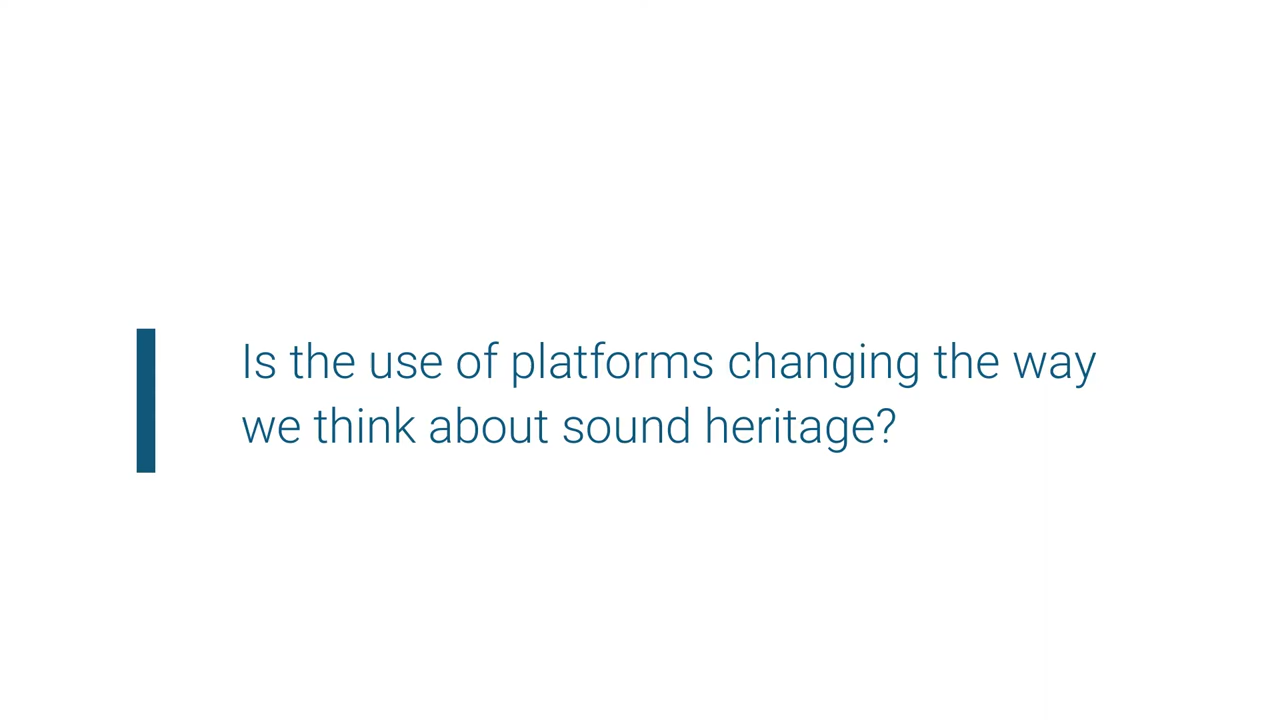 Is the use of platforms changing the way
we think about sound heritage?